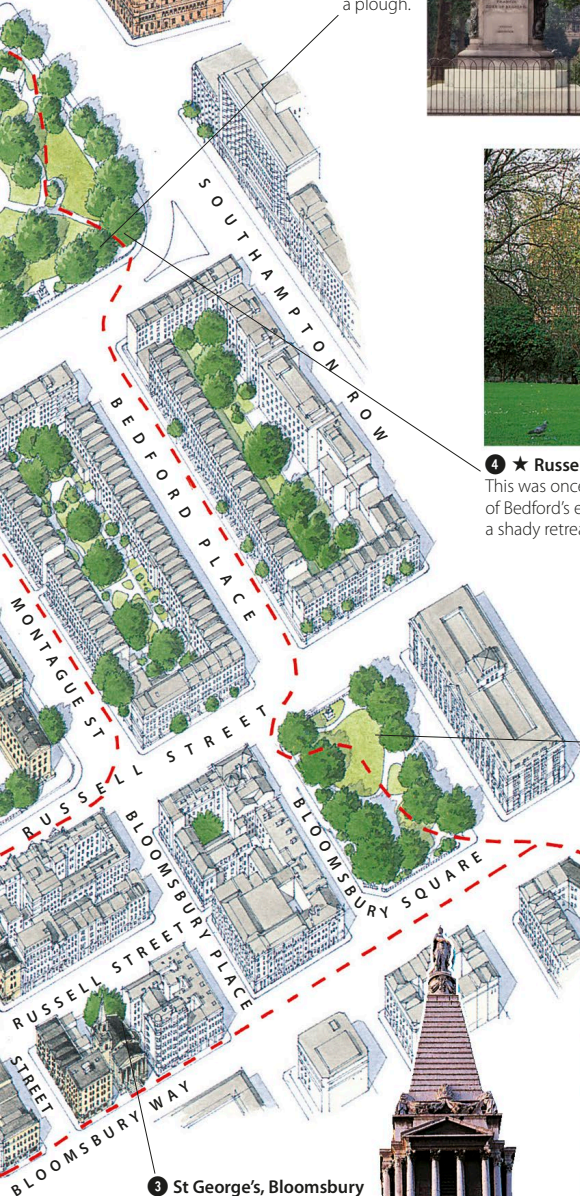 a plough.
SOUTHAMPTON ROW
BEDFORD PLACE
4 ★ Russe
This was once
of Bedford's e
a shady retrea
MONTAGUE ST
RUSSELL STREET
BLOOMSBURY PLACE
BLOOMSBURY SQUARE
RUSSELL STREET
STREET
BLOOMSBURY WAY
3 St George's, Bloomsbury